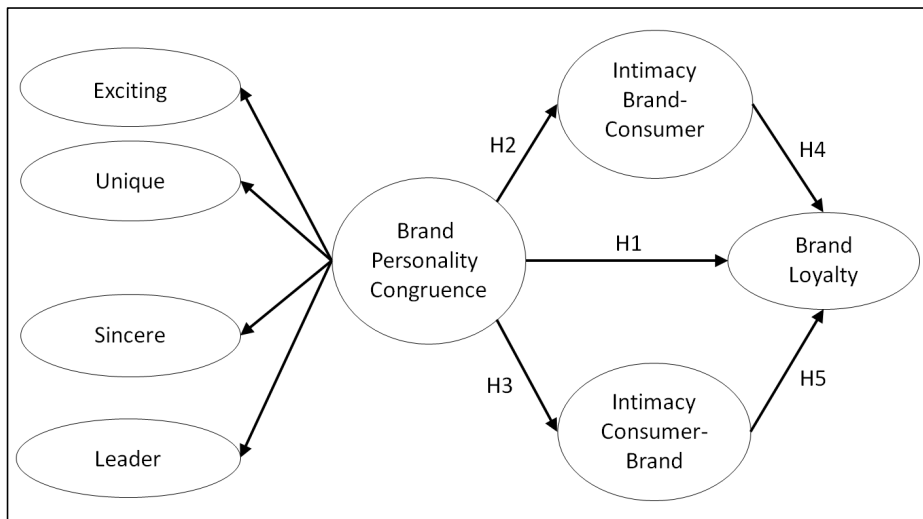 Exciting
Unique
Sincere
Leader
Brand
Personality
Congruence
H2
H1
H3
Intimacy
Brand-
Consumer
Intimacy
Consumer-
Brand
H4
H5
Brand
Loyalty